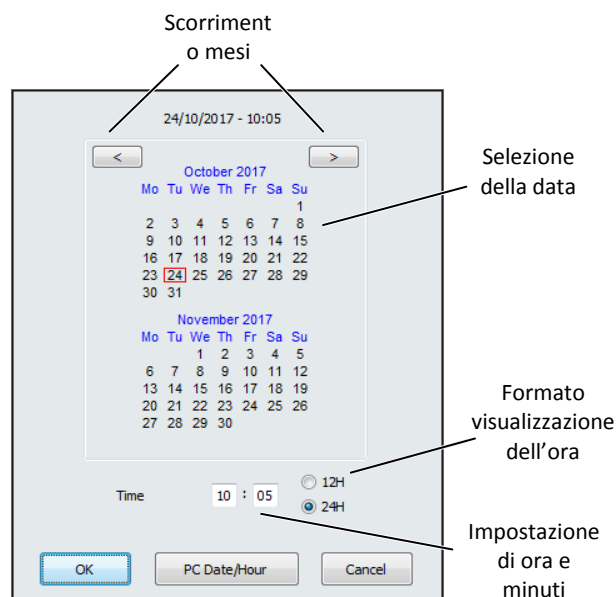 Scorriment
o mesi
24/10/2017 - 10:05
< >
October 2017
Mo Tu We Th Fr Sa Su
1
2 3 4 5 6 7 8
9 10 11 12 13 14 15
16 17 18 19 20 21 22
23 24 25 26 27 28 29
30 31
Selezione
della data
November 2017
Mo Tu We Th Fr Sa Su
1 2 3 4 5
6 7 8 9 10 11 12
13 14 15 16 17 18 19
20 21 22 23 24 25 26
27 28 29 30
Formato
visualizzazione
dell'ora
Time 10 : 05
12H
24H
Impostazione
di ora e
minuti
OK PC Date/Hour Cancel